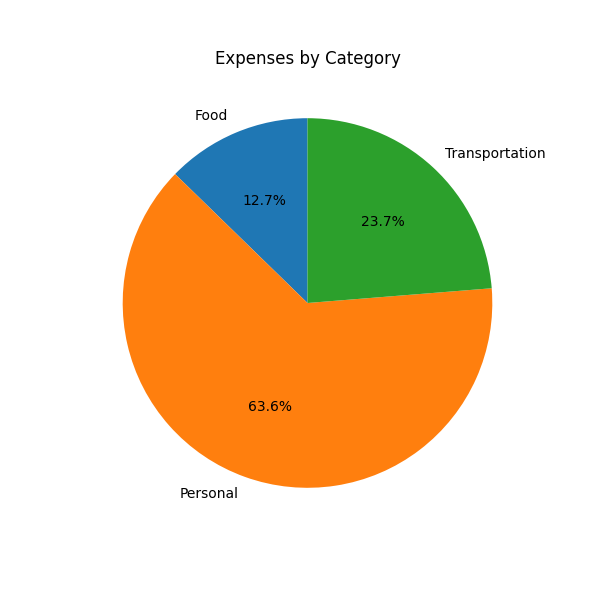 Expenses by Category
Food
Transportation
12.7%
23.7%
63.6%
Personal